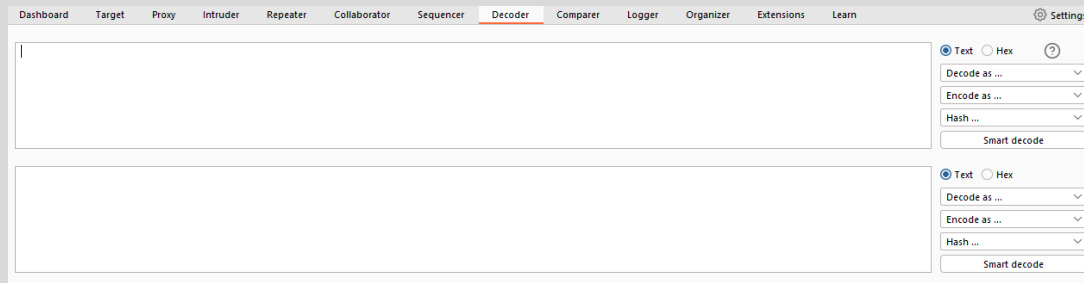 Dashboard Target Proxy Intruder Repeater Collaborator Sequencer Decoder Comparer Logger Organizer Extensions Learn Settings
Text Hex ?
Decode as ...
Encode as ...
Hash ...
Smart decode
Text Hex
Decode as ...
Encode as ...
Hash ...
Smart decode